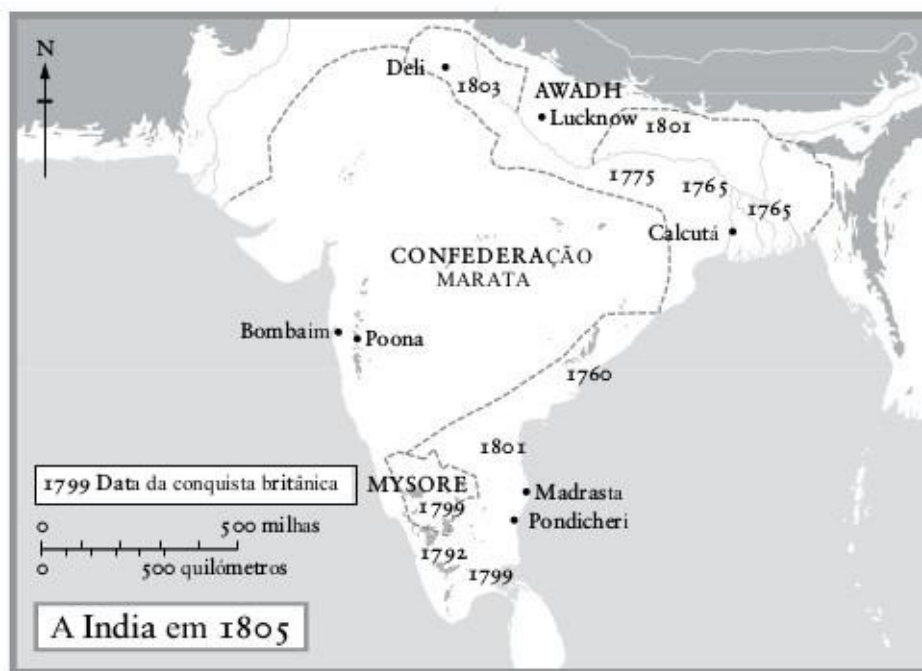 N
Deli
1803
AWADH
Lucknow
1801
1775
1765
1765
Calcutá
CONFEDERAÇÃO
MARATA
Bombaim
Poona
1760
1801
1799 Data da conquista britânica
MYSORE
Madrasta
1799
Pondicheri
0 500 milhas
1792
0 500 quilómetros
1799
A India em 1805